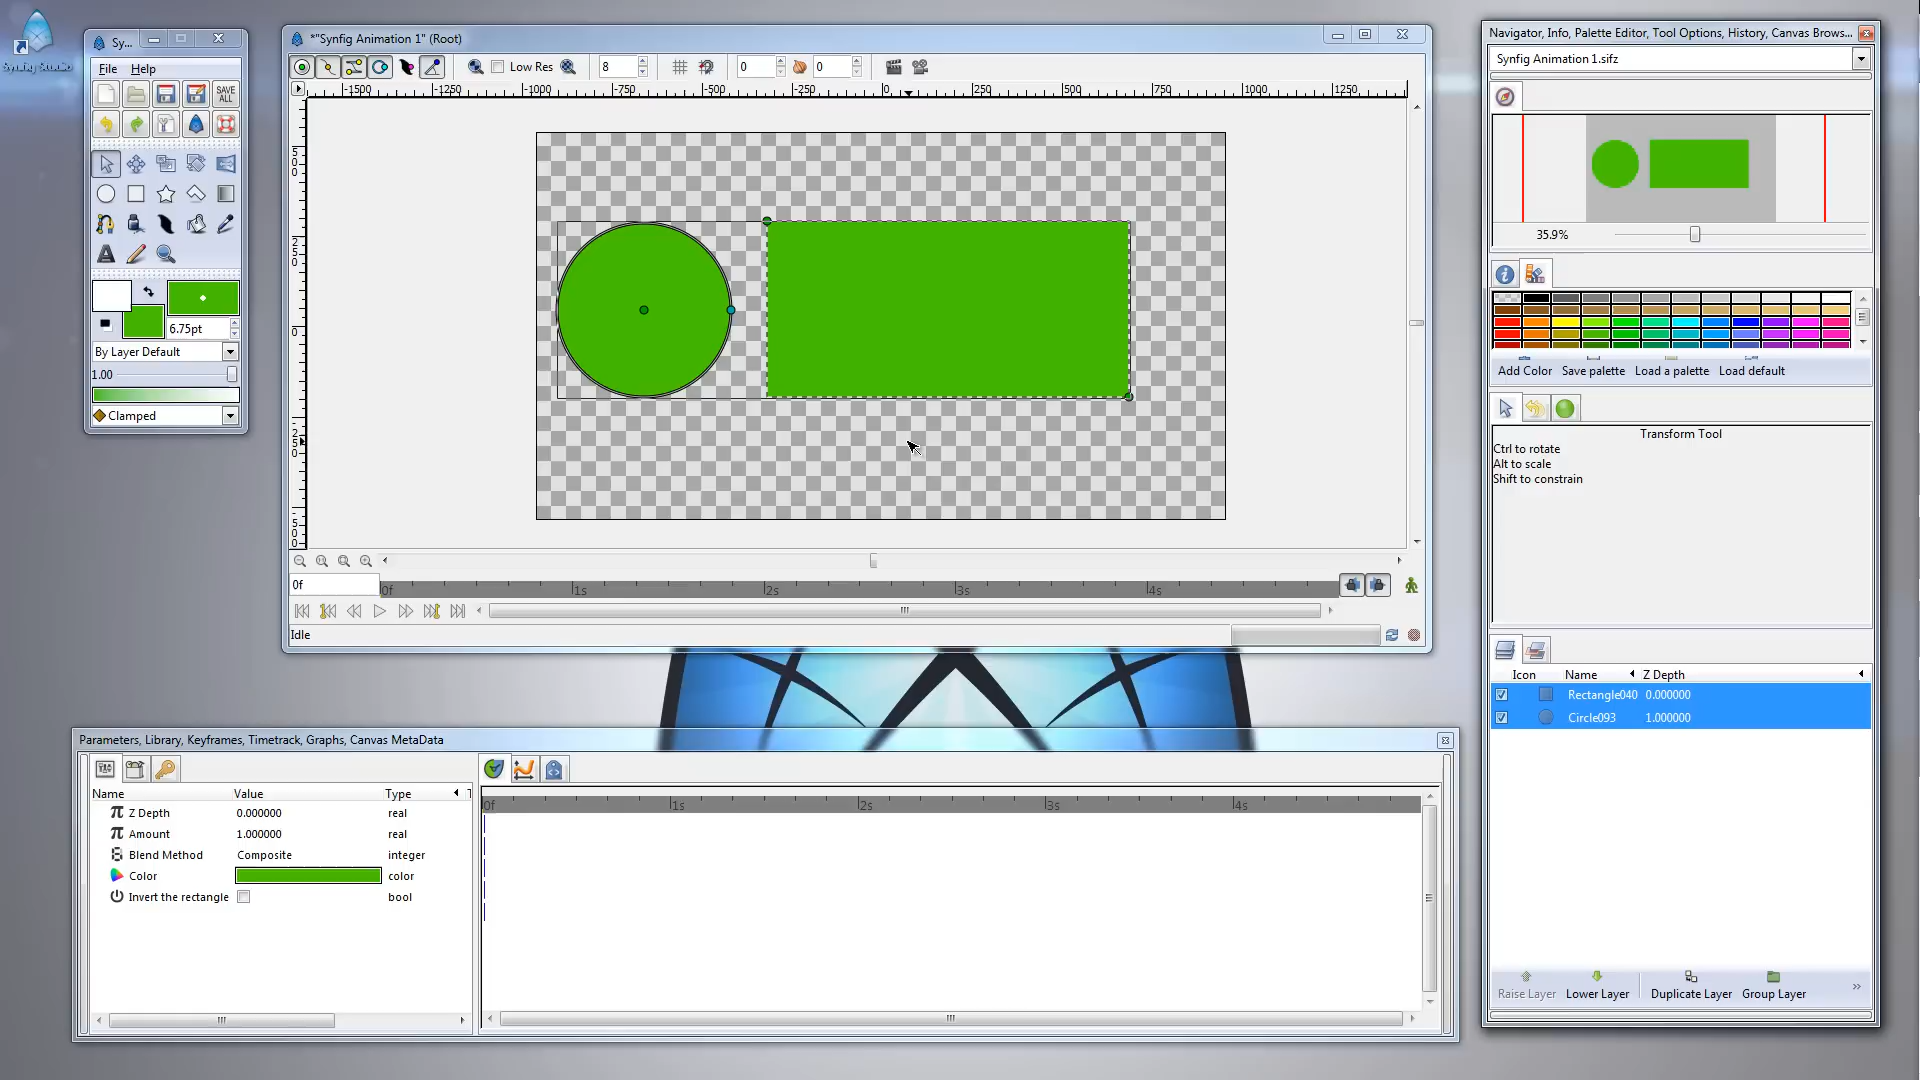 Synfig Studio
Sy...
File Help
SAVE ALL
6.75pt
By Layer Default
1.00
Clamped
*"Synfig Animation 1" (Root)
Low Res 8 0 0
-1500 -1250 -1000 -750 -500 -250 0 250 500 750 1000 1250
500
250
0
-250
-500
0f 0f 1s 2s 3s 4s
Idle
Navigator, Info, Palette Editor, Tool Options, History, Canvas Brows...
Synfig Animation 1.sifz
35.9%
Add Color Save palette Load a palette Load default
Transform Tool
Ctrl to rotate
Alt to scale
Shift to constrain
Icon Name Z Depth
Rectangle040 0.000000
Circle093 1.000000
Raise Layer Lower Layer Duplicate Layer Group Layer
Parameters, Library, Keyframes, Timetrack, Graphs, Canvas MetaData
Name Value Type
Z Depth 0.000000 real
Amount 1.000000 real
Blend Method Composite integer
Color color
Invert the rectangle bool
0f 1s 2s 3s 4s